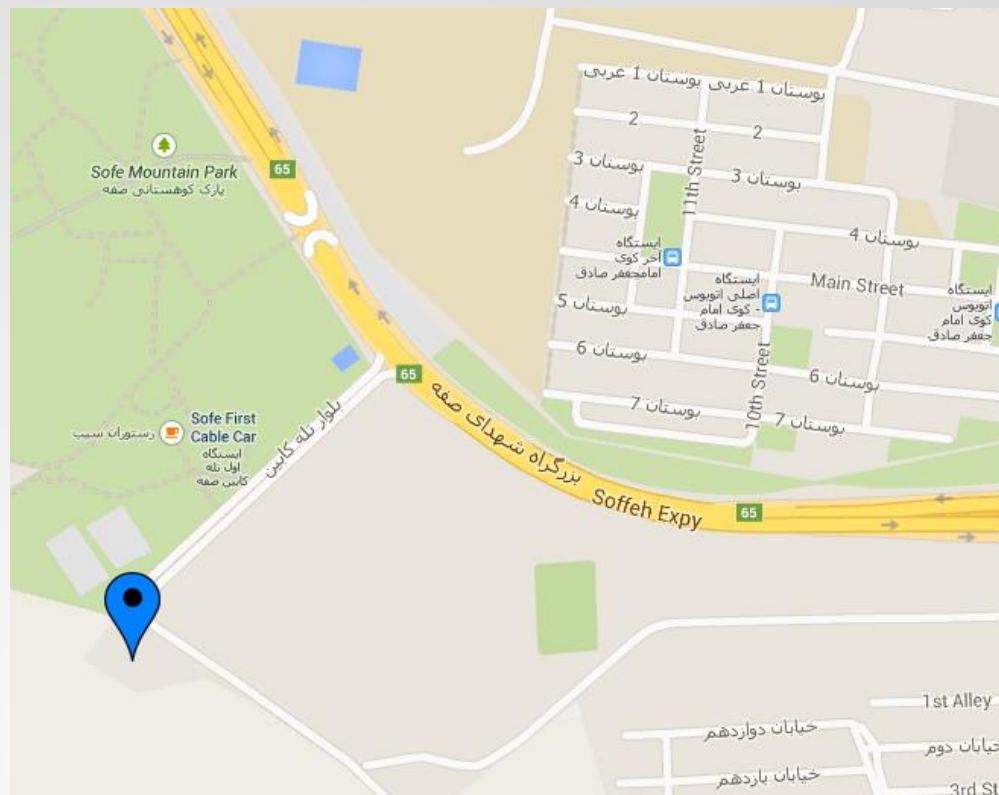 بوستان 1 غربی
بوستان 1 غربی
2
2
65
Sofe Mountain Park
پارک کوهستانی صفه
11th Street
بوستان 3
بوستان 3
بوستان 4
بوستان 4
ایستگاه
آخر کوی
امامجعفر صادق
ایستگاه
اصلی اتوبوس
- کوی امام
جعفر صادق
Main Street
ایستگاه
اتوبوس
کوی امام
جعفر صادق
بوستان 5
بوستان 6
بوستان 6
10th Street
65
بوستان 7
بوستان 7
بلوار تله کابین
بزرگراه شهدای صفه
Soffeh Expy
65
رستوران سیب
Sofe First
Cable Car
ایستگاه
اول تله
کابین صفه
1st Alley
خیابان دوازدهم
خیابان دوم
خیابان یازدهم
3rd St